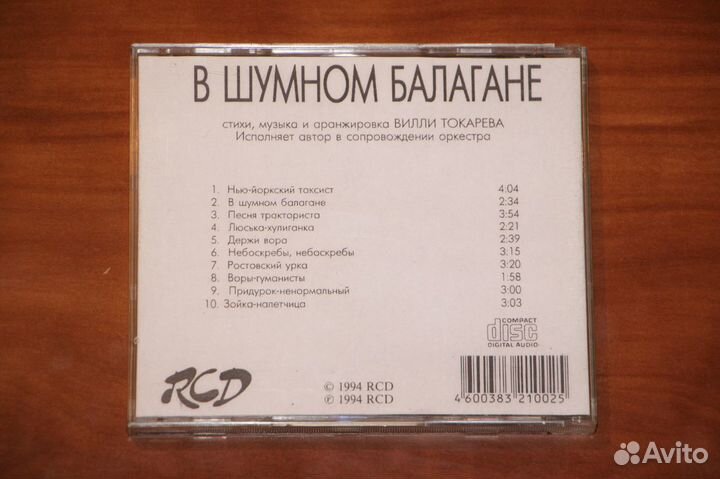 В ШУМНОМ БАЛАГАНЕ
стихи, музыка и аранжировка ВИЛЛИ ТОКАРЕВА
Исполняет автор в сопровождении оркестра
1. Нью-йоркский таксист 4:04
2. В шумном балагане 2:34
3. Песня тракториста 3:54
4. Люська-хулиганка 2:21
5. Держи вора 2:39
6. Небоскребы, небоскребы 3:15
7. Ростовский урка 3:20
8. Воры-гуманисты 1:58
9. Придурок-ненормальный 3:00
10. Зойка-налетчица 3:03
COMPACT
disc
DIGITAL AUDIO
RCD
© 1994 RCD
℗ 1994 RCD
4600383210025
Avito